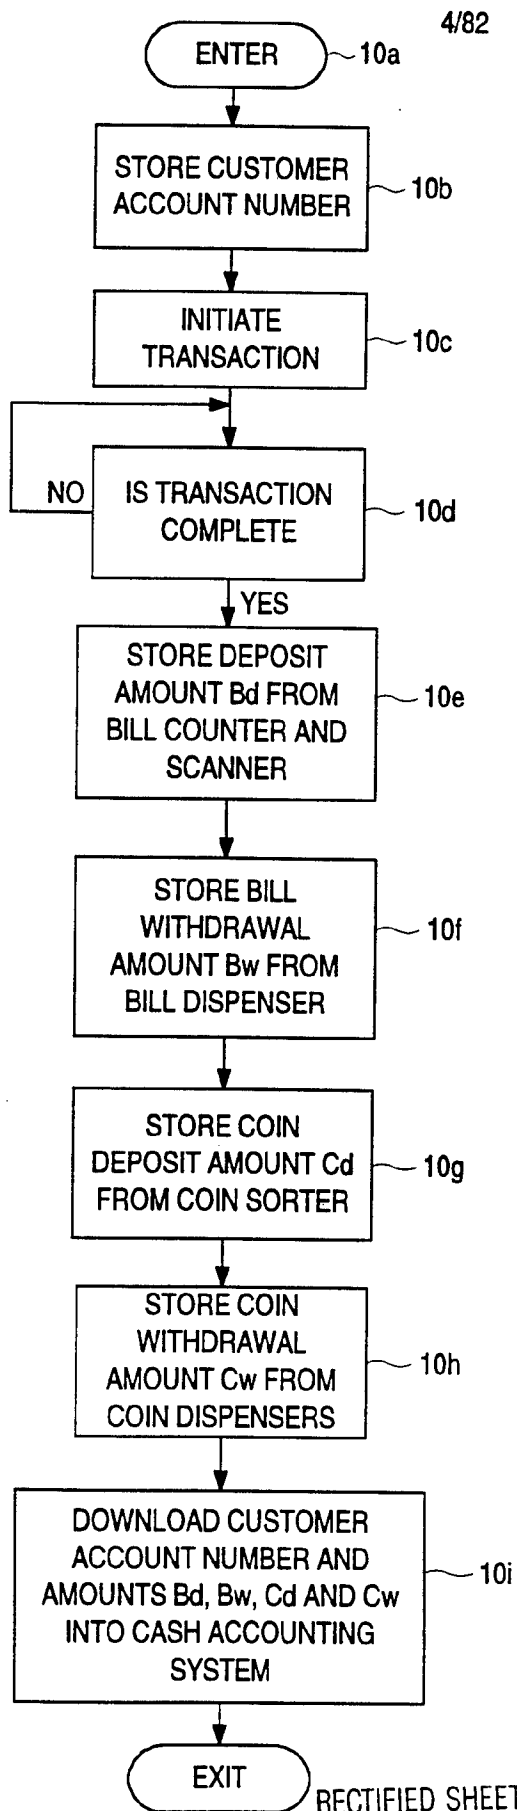 4/82
ENTER 10a
STORE CUSTOMER
ACCOUNT NUMBER
10b
INITIATE
TRANSACTION
10c
NO
IS TRANSACTION
COMPLETE
10d
YES
STORE DEPOSIT
AMOUNT Bd FROM
BILL COUNTER AND
SCANNER
10e
STORE BILL
WITHDRAWAL
AMOUNT Bw FROM
BILL DISPENSER
10f
STORE COIN
DEPOSIT AMOUNT Cd
FROM COIN SORTER
10g
STORE COIN
WITHDRAWAL
AMOUNT Cw FROM
COIN DISPENSERS
10h
DOWNLOAD CUSTOMER
ACCOUNT NUMBER AND
AMOUNTS Bd, Bw, Cd AND Cw
INTO CASH ACCOUNTING
SYSTEM
10i
EXIT
RECTIFIED SHEET